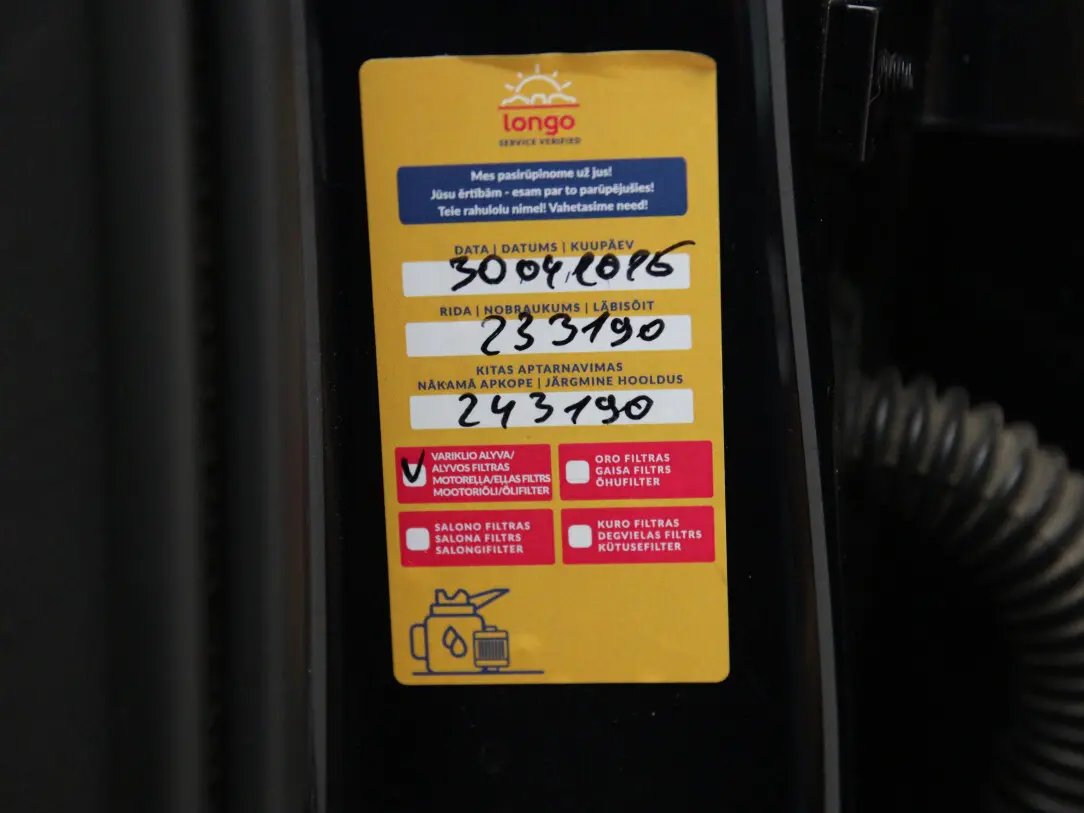 longo
SERVICE VERIFIED
Mes pasirūpinome už jus!
Jūsu ērtībām - esam par to parūpējušies!
Teie rahulolu nimel! Vahetasime need!
DATA | DATUMS | KUUPÄEV
30 04, 2025
RIDA | NOBRAUKUMS | LÄBISÕIT
233190
KITAS APTARNAVIMAS
NĀKAMĀ APKOPE | JÄRGMINE HOOLDUS
243190
V
VARIKLIO ALYVA/
ALYVOS FILTRAS
MOTOREĻĻA/EĻĻAS FILTRS
MOOTORIÕLI/ÕLIFILTER
ORO FILTRAS
GAISA FILTRS
ÕHUFILTER
SALONO FILTRAS
SALONA FILTRS
SALONGIFILTER
KURO FILTRAS
DEGVIELAS FILTRS
KÜTUSEFILTER